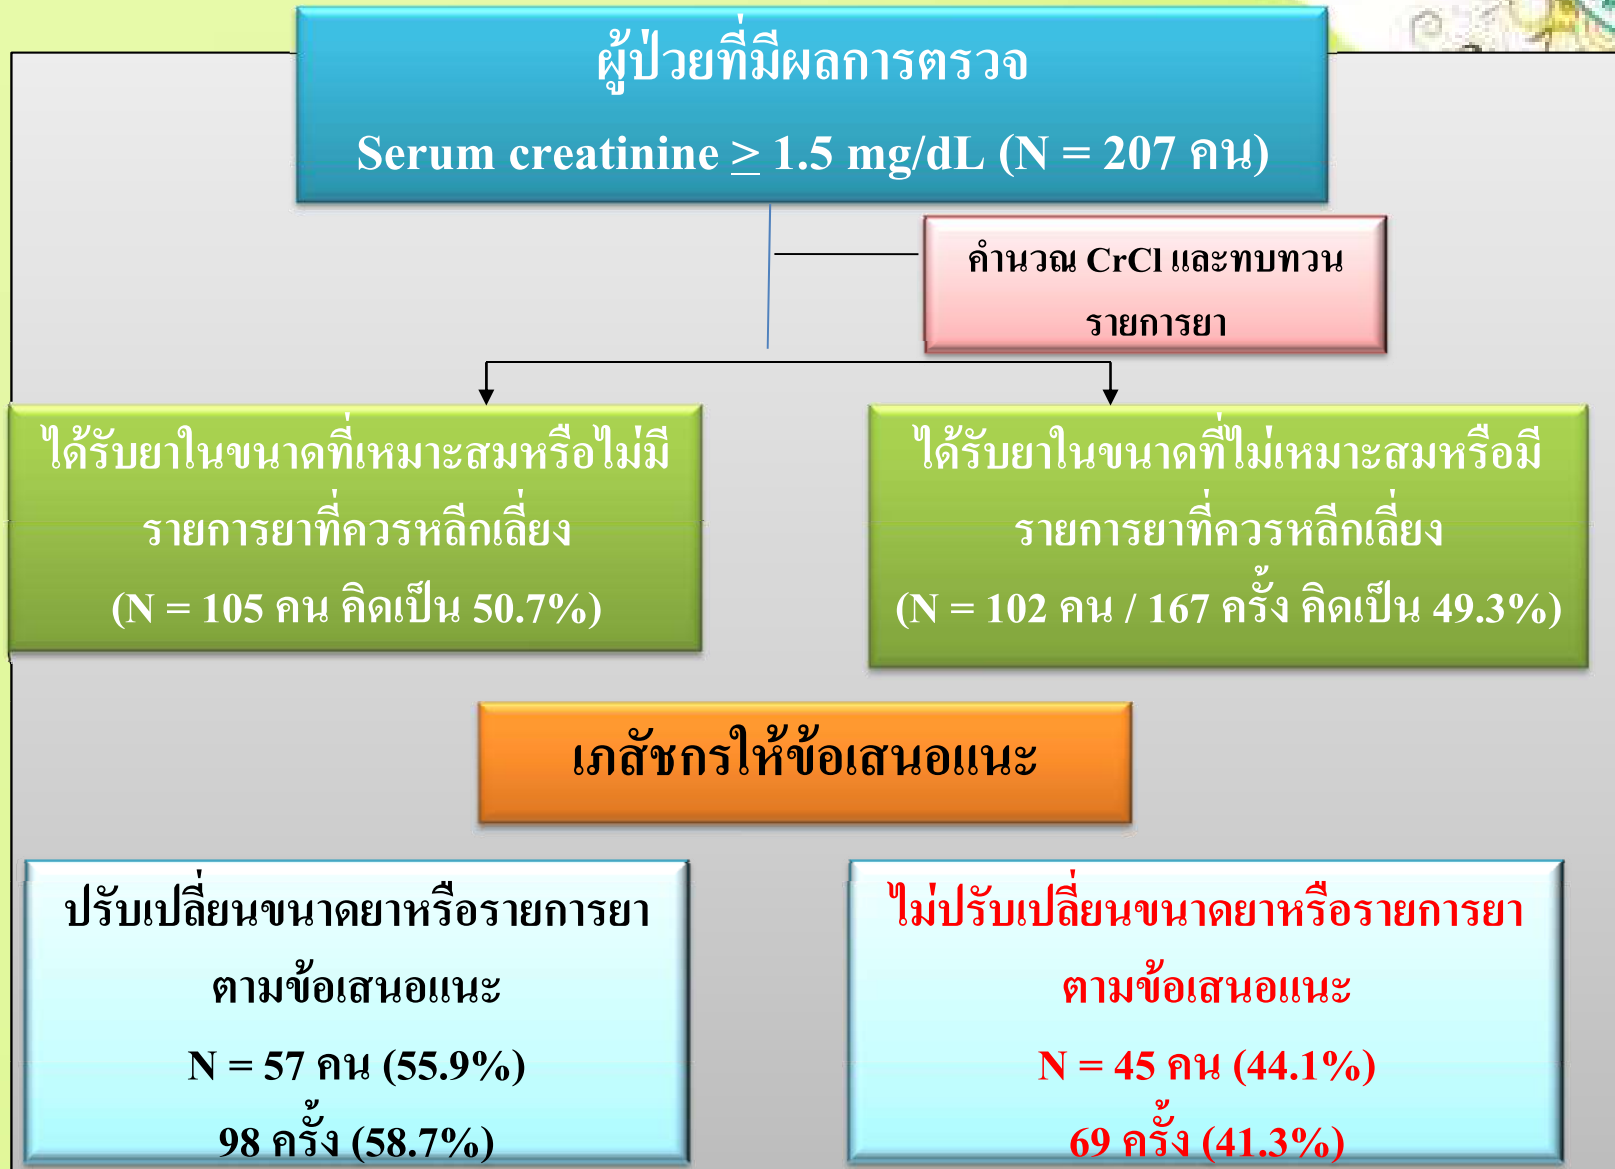 ผู้ป่วยที่มีผลการตรวจ
Serum creatinine ≥ 1.5 mg/dL (N = 207 คน)
คำนวณ CrCl และทบทวน
รายการยา
ได้รับยาในขนาดที่เหมาะสมหรือไม่มี
รายการยาที่ควรหลีกเลี่ยง
(N = 105 คน คิดเป็น 50.7%)
ได้รับยาในขนาดที่ไม่เหมาะสมหรือมี
รายการยาที่ควรหลีกเลี่ยง
(N = 102 คน / 167 ครั้ง คิดเป็น 49.3%)
เภสัชกรให้ข้อเสนอแนะ
ปรับเปลี่ยนขนาดยาหรือรายการยา
ตามข้อเสนอแนะ
N = 57 คน (55.9%)
98 ครั้ง (58.7%)
ไม่ปรับเปลี่ยนขนาดยาหรือรายการยา
ตามข้อเสนอแนะ
N = 45 คน (44.1%)
69 ครั้ง (41.3%)